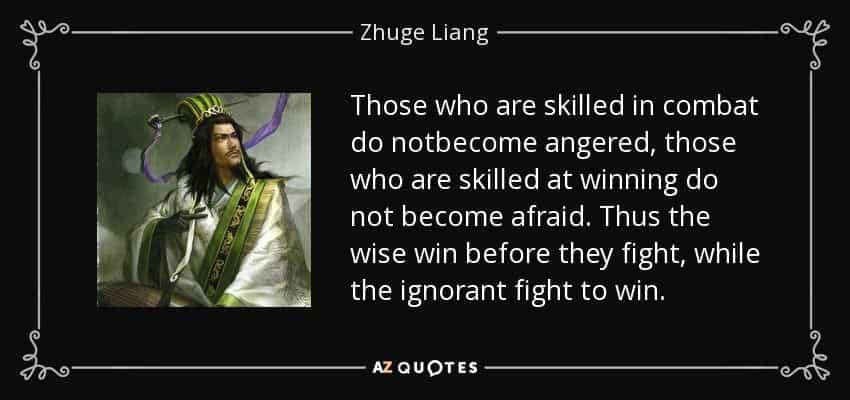 Zhuge Liang
Those who are skilled in combat
do notbecome angered, those
who are skilled at winning do
not become afraid. Thus the
wise win before they fight, while
the ignorant fight to win.
AZ QUOTES